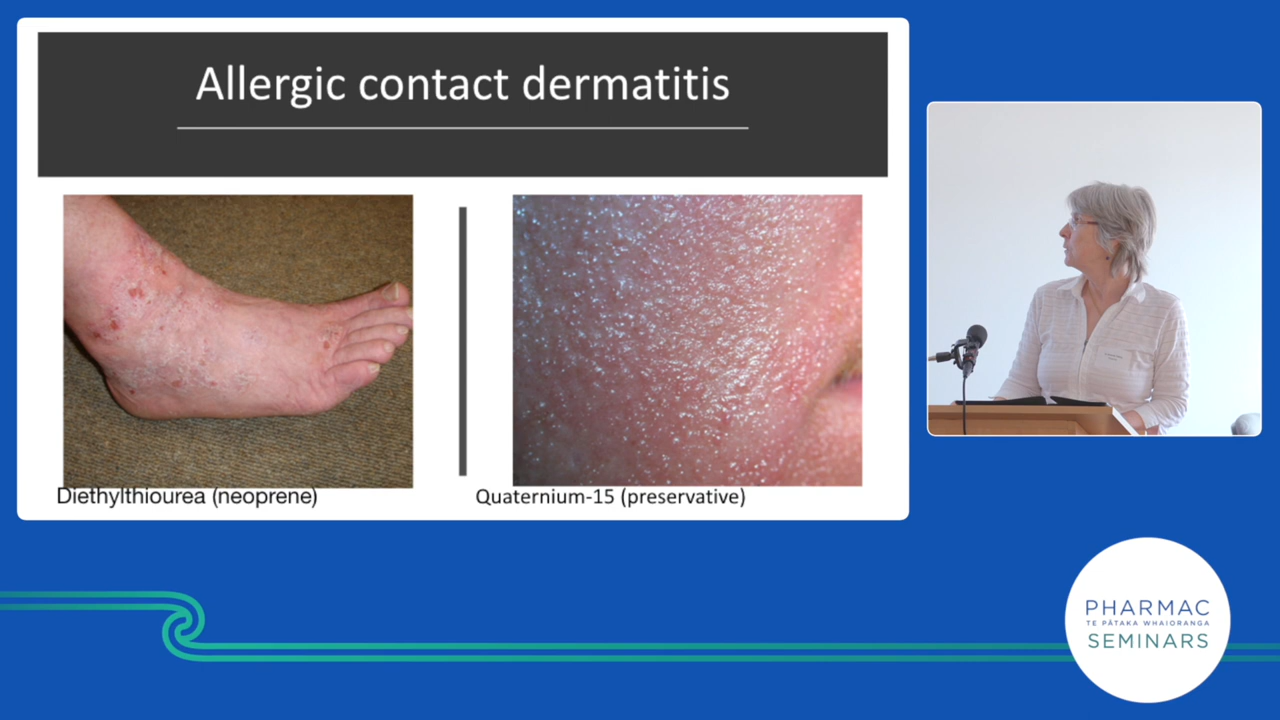 Allergic contact dermatitis
Diethylthiourea (neoprene)
Quaternium-15 (preservative)
PHARMAC
TE PĀTAKA WHAIORANGA
SEMINARS